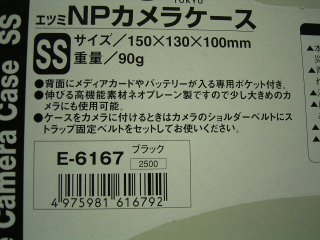 TOKYO
エツミ NPカメラケース
SS
サイズ／150×130×100mm
重量／90g
●背面にメディアカードやバッテリーが入る専用ポケット付き。
●伸びる高機能素材ネオプレーン製ですので少し大きめのカ
メラにも使用可能。
●ケースをカメラに付けるときはカメラのショルダーベルトにス
トラップ固定ベルトをセットしてお使いください。
E-6167
ブラック
2500
4 975981 616792
Camera Case SS